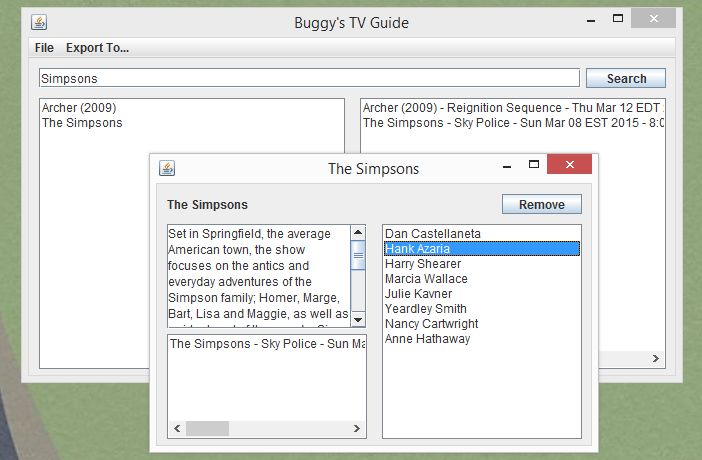 Buggy's TV Guide
File Export To...
Simpsons
Search
Archer (2009)
The Simpsons
Archer (2009) - Reignition Sequence - Thu Mar 12 EDT
The Simpsons - Sky Police - Sun Mar 08 EST 2015 - 8:0
The Simpsons
The Simpsons
Remove
Set in Springfield, the average
American town, the show
focuses on the antics and
everyday adventures of the
Simpson family; Homer, Marge,
Bart, Lisa and Maggie, as well as
The Simpsons - Sky Police - Sun Ma
Dan Castellaneta
Hank Azaria
Harry Shearer
Marcia Wallace
Julie Kavner
Yeardley Smith
Nancy Cartwright
Anne Hathaway